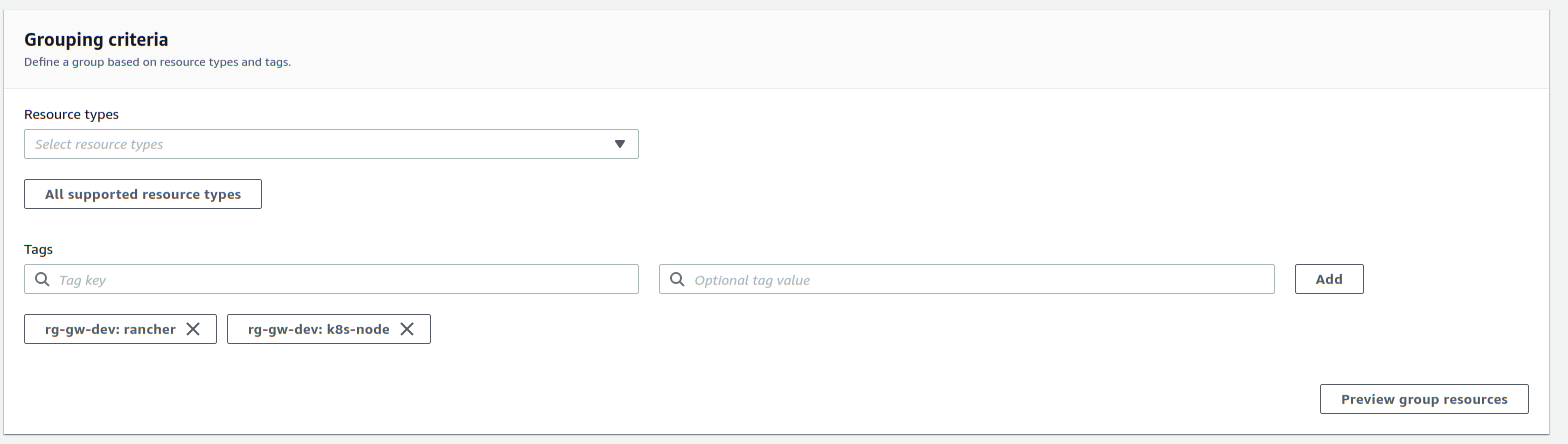 Grouping criteria
Define a group based on resource types and tags.
Resource types
Select resource types
All supported resource types
Tags
Tag key
Optional tag value
Add
rg-gw-dev: rancher
rg-gw-dev: k8s-node
Preview group resources